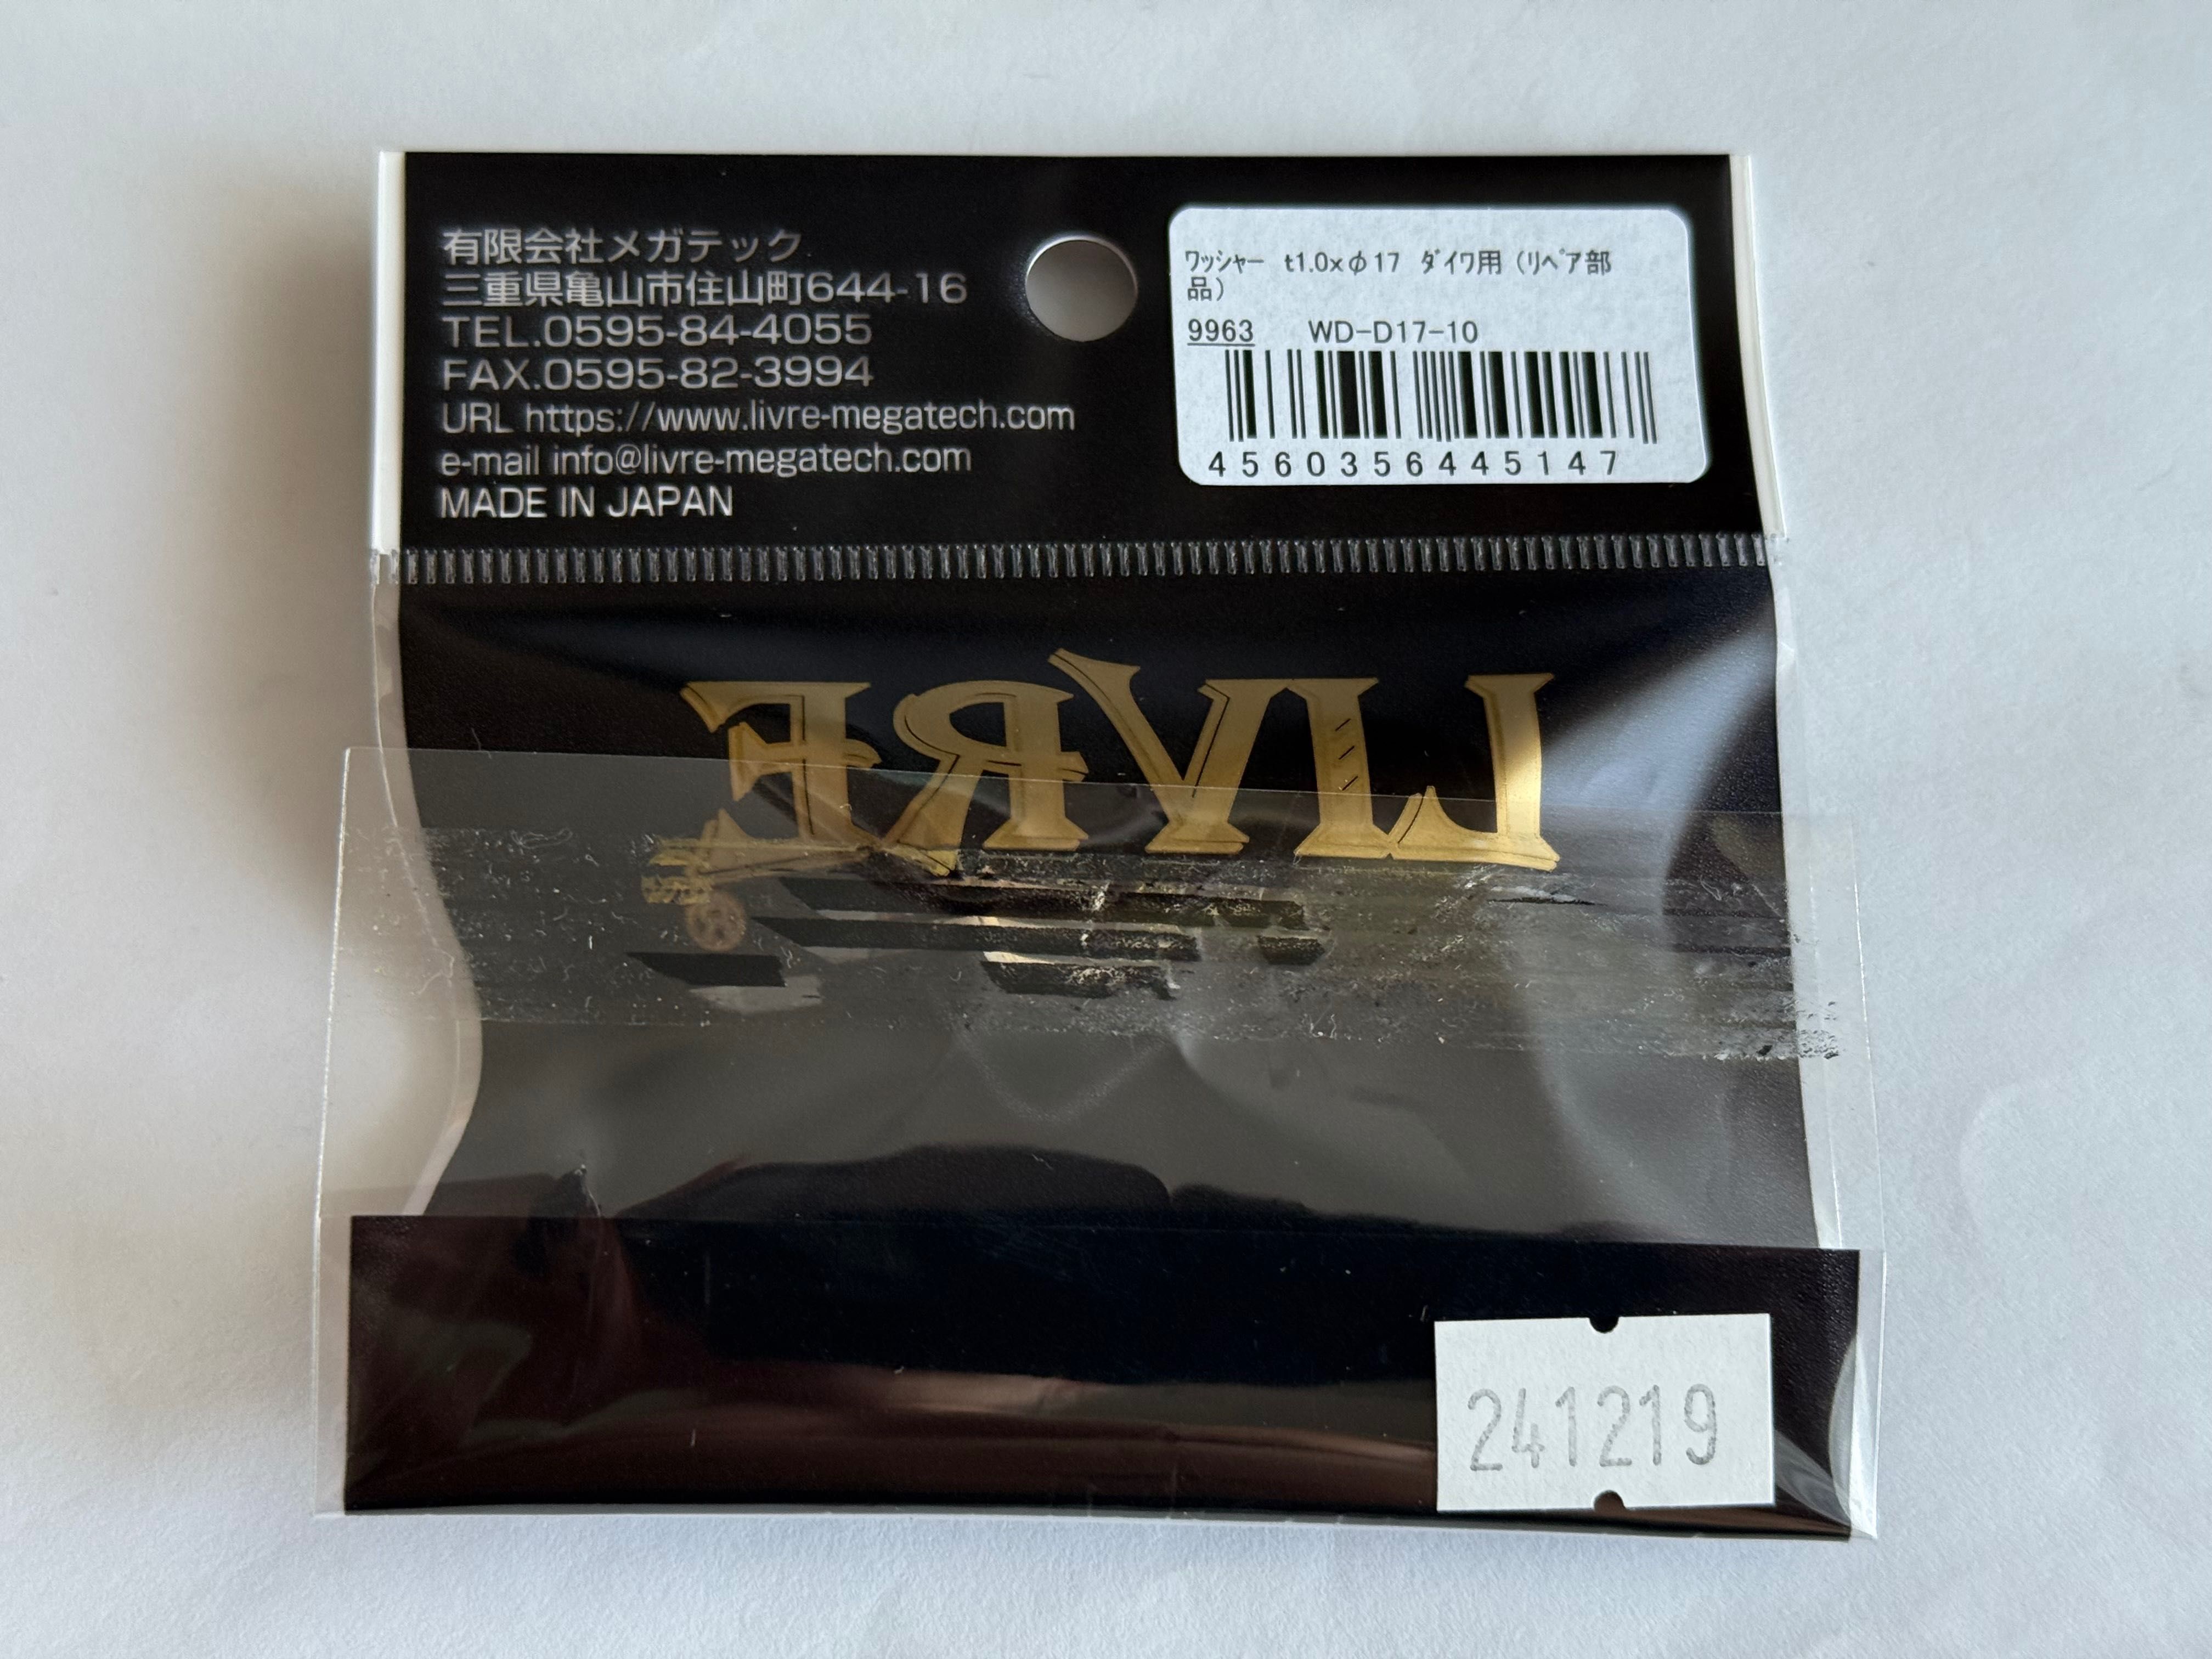 有限会社メガテック
三重県亀山市住山町644-16
TEL.0595-84-4055
FAX.0595-82-3994
URL https://www.livre-megatech.com
e-mail info@livre-megatech.com
MADE IN JAPAN
ﾜｯｼｬｰ t1.0xφ17 ﾀﾞｲﾜ用（ﾘﾍﾟｱ部
品）
9963 WD-D17-10
4560356445147
LIVRE
241219